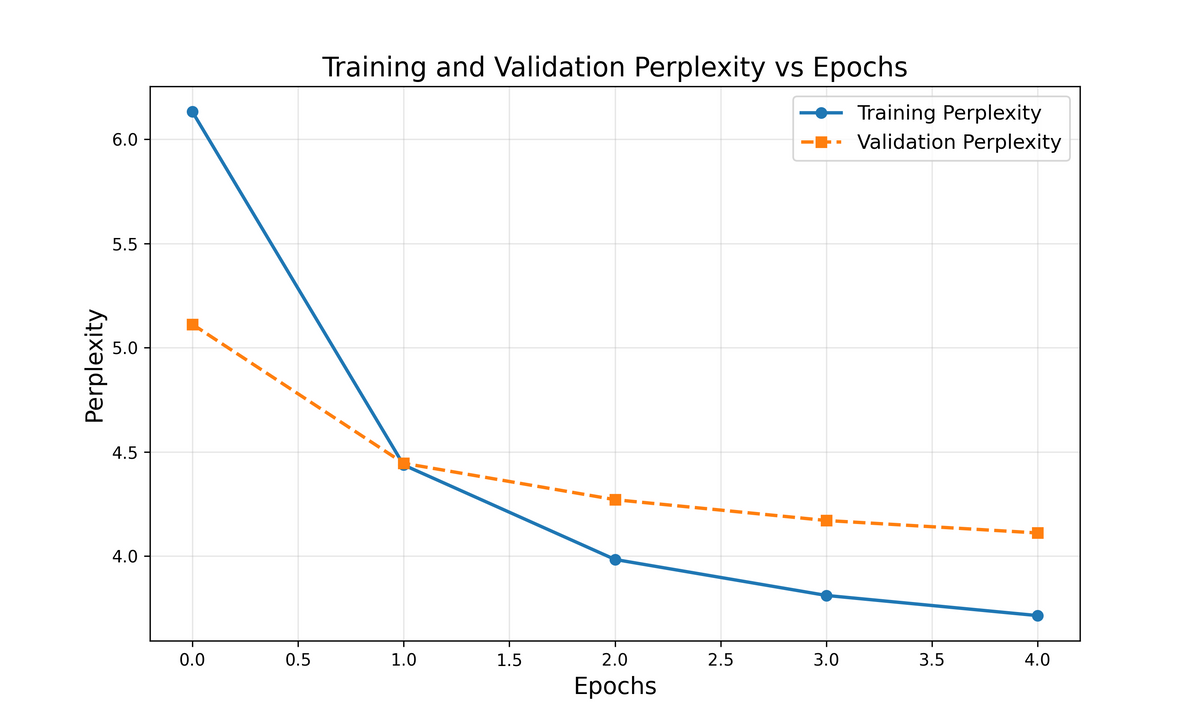 Training and Validation Perplexity vs Epochs
Training Perplexity
Validation Perplexity
Perplexity
6.0
5.5
5.0
4.5
4.0
0.0 0.5 1.0 1.5 2.0 2.5 3.0 3.5 4.0
Epochs